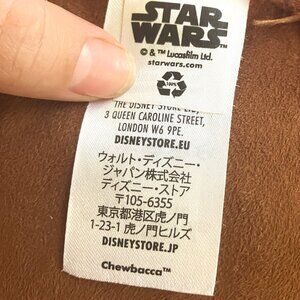 STAR
WARS
© & ™ Lucasfilm Ltd.
starwars.com
100%
THE DISNEY STORE LTD,
3 QUEEN CAROLINE STREET,
LONDON W6 9PE.
DISNEYSTORE.EU
ウォルト・ディズニー・
ジャパン株式会社
ディズニー・ストア
〒105-6355
東京都港区虎ノ門
1-23-1 虎ノ門ヒルズ
DISNEYSTORE.JP
Chewbacca™